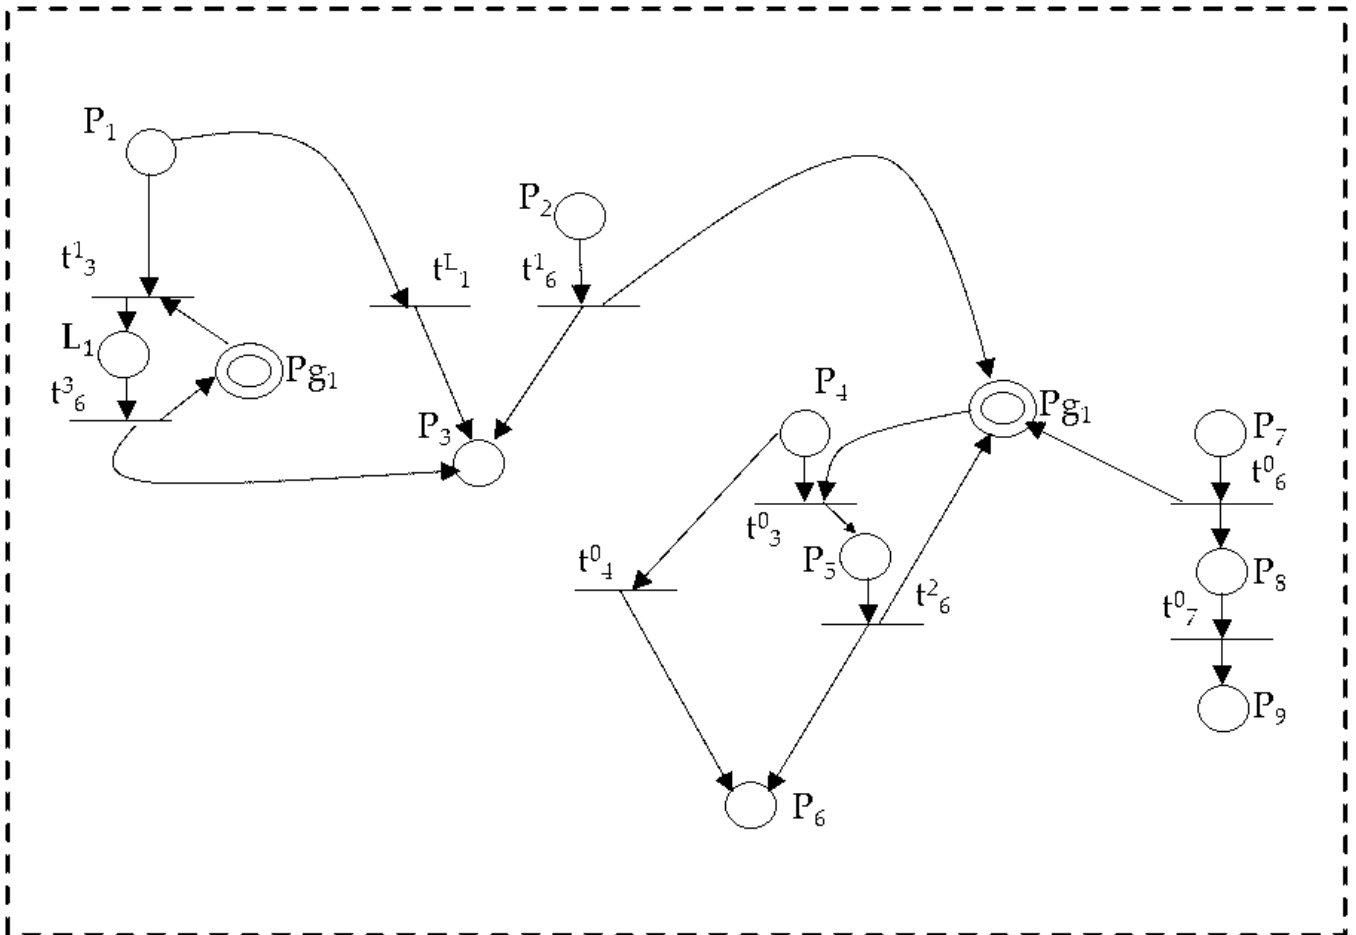 P₁
P₂
t¹₃
tᴸ₁
t¹₆
L₁
Pg₁
t³₆
P₄
Pg₁
P₃
P₇
t⁰₆
t⁰₃
P₅
t⁰₄
P₈
t²₆
t⁰₇
P₉
P₆